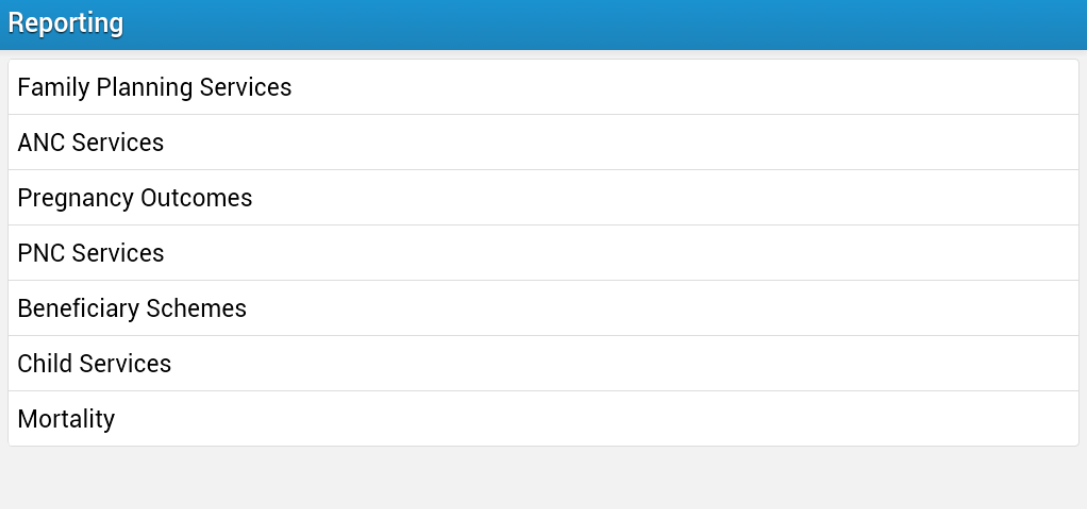 Reporting
Family Planning Services
ANC Services
Pregnancy Outcomes
PNC Services
Beneficiary Schemes
Child Services
Mortality